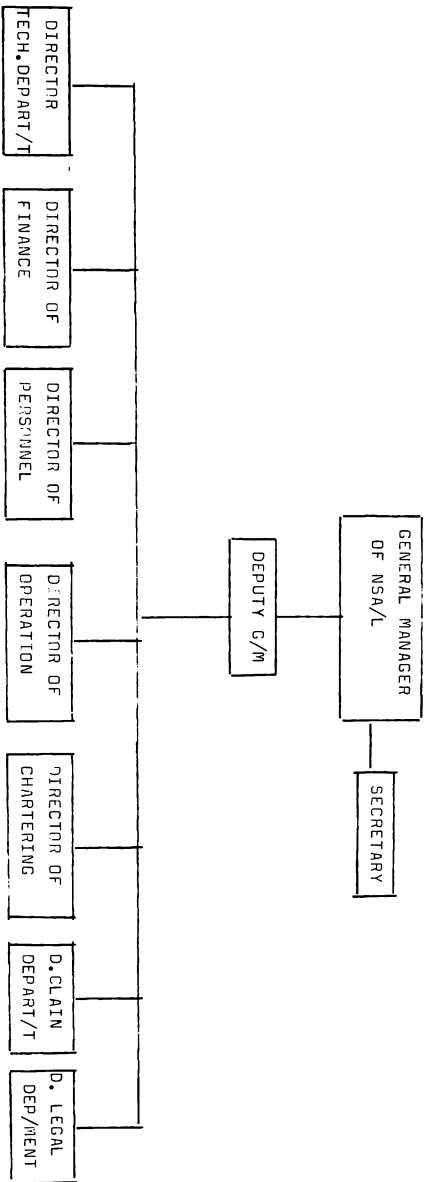 GENERAL MANAGER
OF NSA/L
SECRETARY
DEPUTY G/M
DIRECTOR
TECH.DEPART/T
DIRECTOR OF
FINANCE
DIRECTOR OF
PERSONNEL
DIRECTOR OF
OPERATION
DIRECTOR OF
CHARTERING
D.CLAIN
DEPART/T
D. LEGAL
DEP/MENT